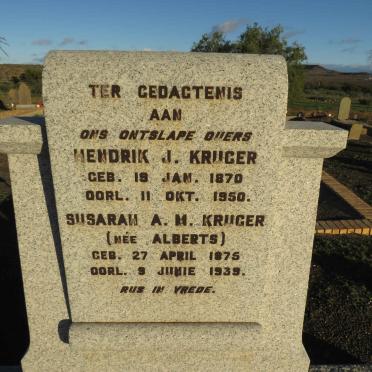 TER GEDACTENIS
AAN
ONS ONTSLAPE OUERS
HENDRIK J. KRUGER
GEB. 19 JAN. 1870
OORL. 11 OKT. 1950.
SUSARAH A. M. KRUGER
(NÉE ALBERTS)
GEB. 27 APRIL 1875
OORL. 9 JUNIE 1939.
RUS IN VREDE.